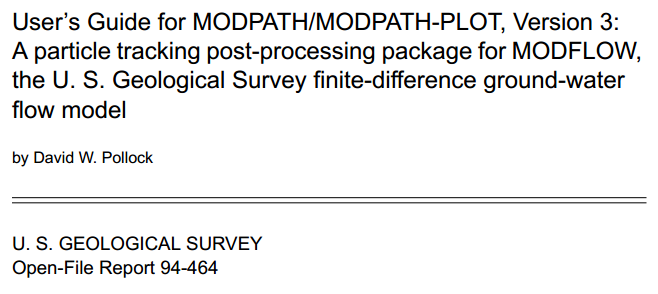 User’s Guide for MODPATH/MODPATH-PLOT, Version 3:
A particle tracking post-processing package for MODFLOW,
the U. S. Geological Survey finite-difference ground-water
flow model
by David W. Pollock
U. S. GEOLOGICAL SURVEY
Open-File Report 94-464